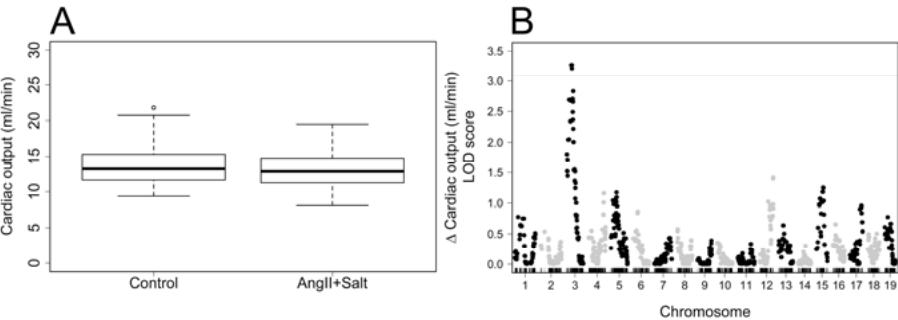 A
Cardiac output (ml/min)
30
25
20
15
10
5
0
Control AngII+Salt
B
Δ Cardiac output (ml/min)
LOD score
3.5
3.0
2.5
2.0
1.5
1.0
0.5
0.0
1 2 3 4 5 6 7 8 9 10 11 12 13 14 15 16 17 18 19
Chromosome